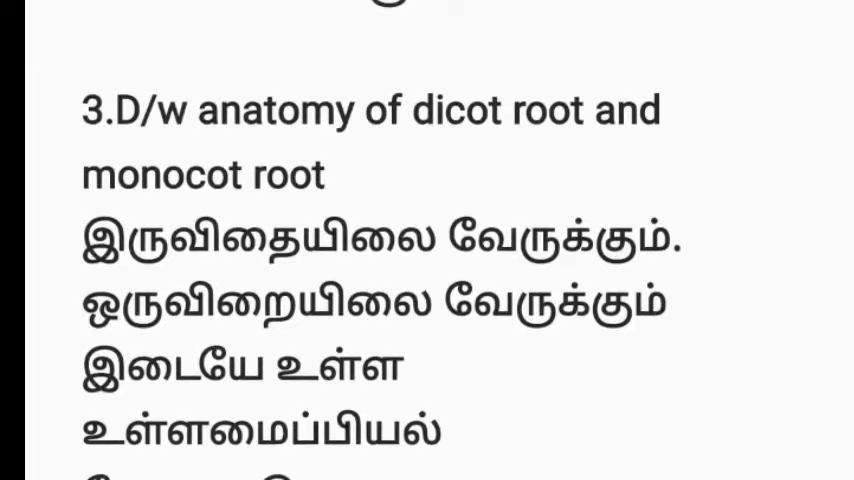 3.D/w anatomy of dicot root and
monocot root
இருவிதையிலை வேருக்கும்.
ஒருவிறையிலை வேருக்கும்
இடையே உள்ள
உள்ளமைப்பியல்